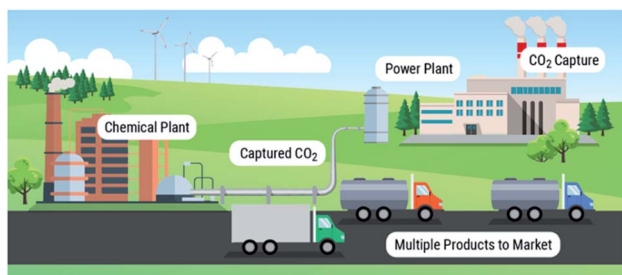 CO₂ Capture
Power Plant
Chemical Plant
Captured CO₂
Multiple Products to Market